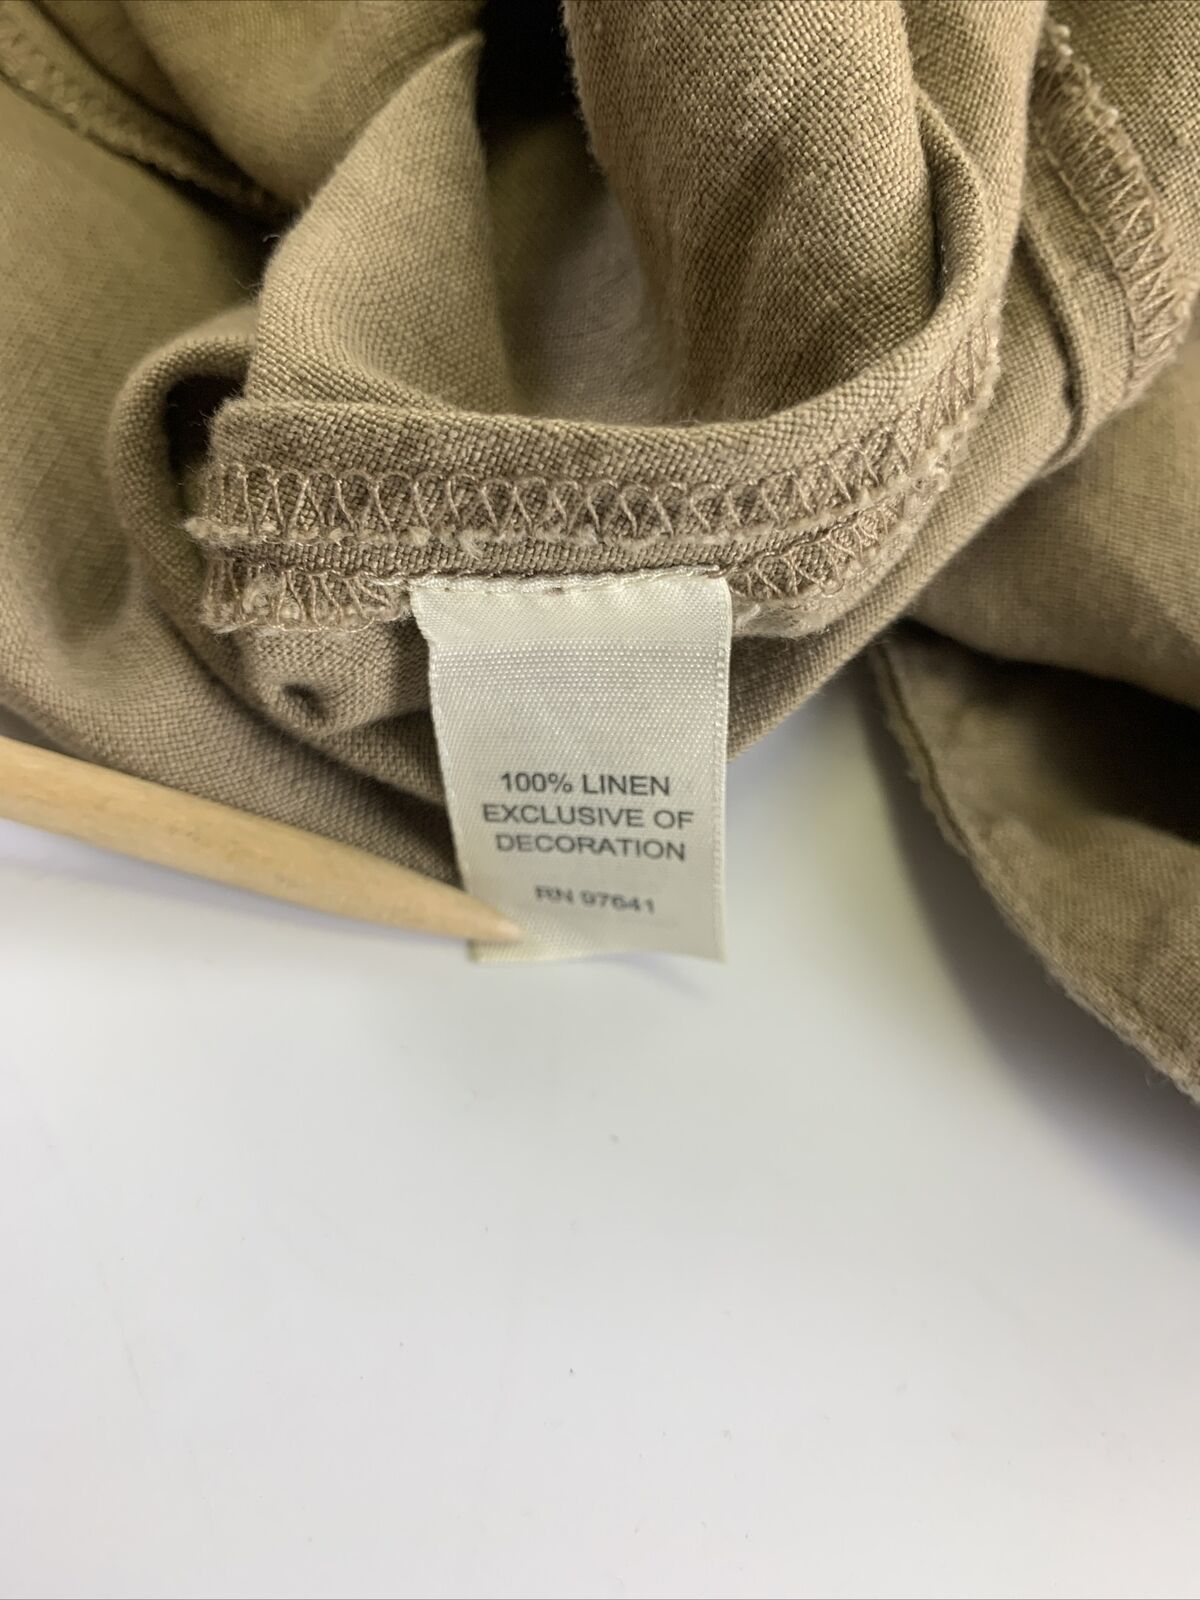 100% LINEN
EXCLUSIVE OF
DECORATION
RN 97641